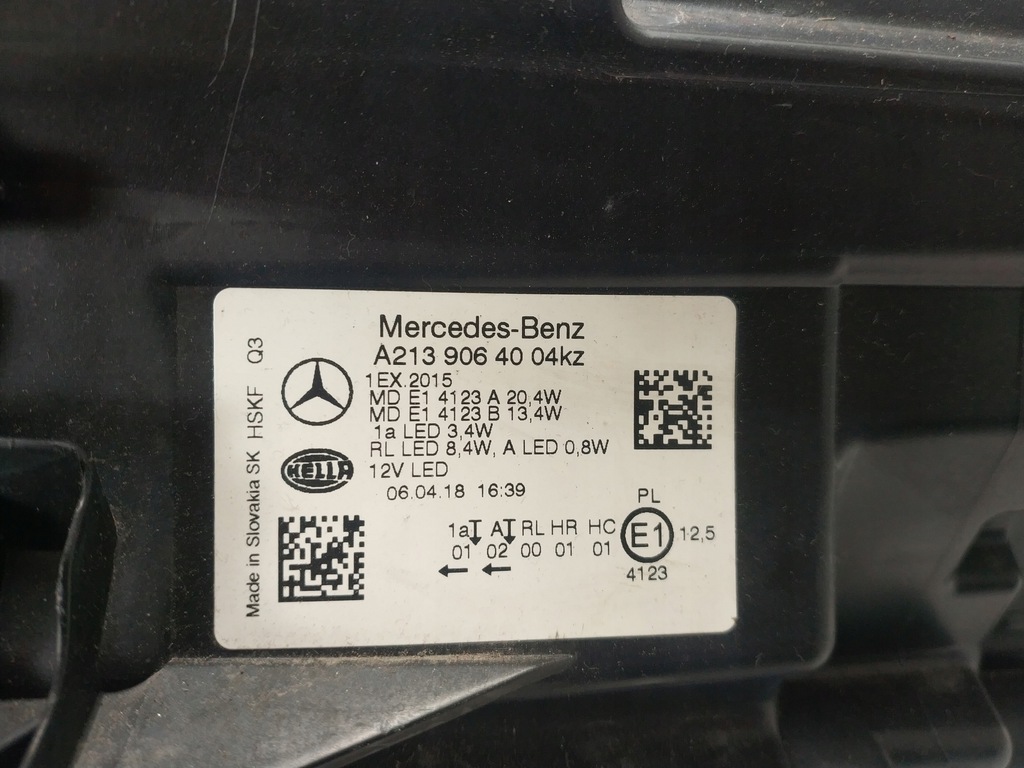 Mercedes-Benz
A213 906 40 04kz
1EX.2015
MD E1 4123 A 20,4W
MD E1 4123 B 13,4W
1a LED 3,4W
RL LED 8,4W, A LED 0,8W
12V LED
06.04.18 16:39
HELLA
Made in Slovakia SK HSKF Q3
1a A RL HR HC
01 02 00 01 01
PL
E1
12,5
4123